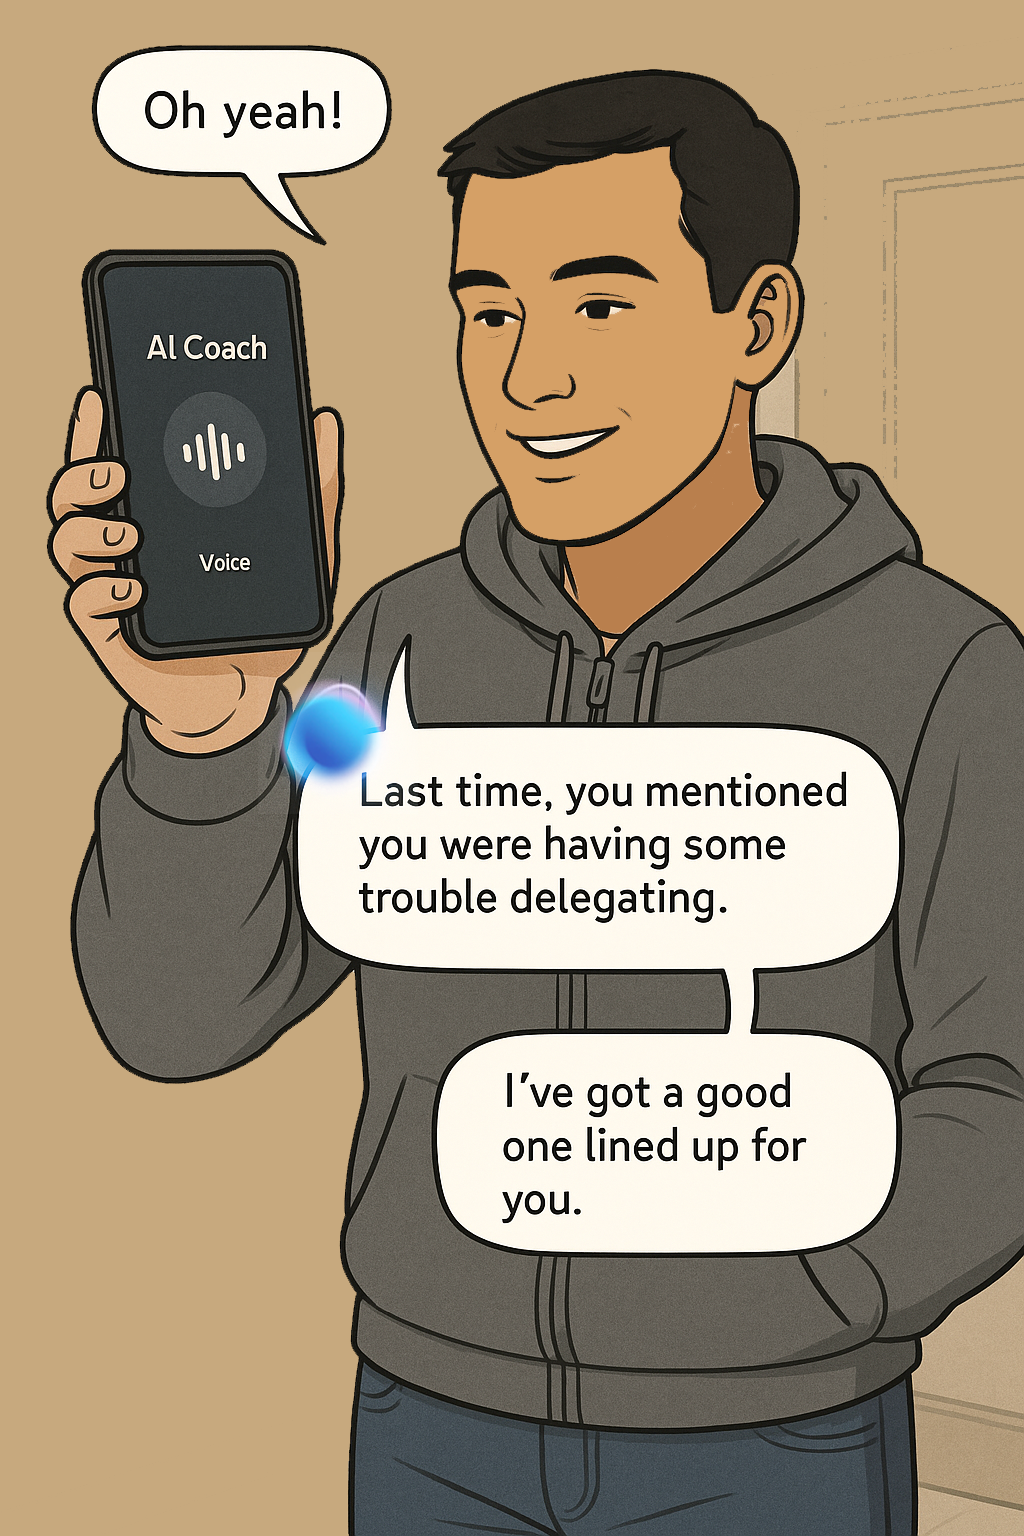 Oh yeah!
AI Coach
Voice
Last time, you mentioned
you were having some
trouble delegating.
I've got a good
one lined up for
you.